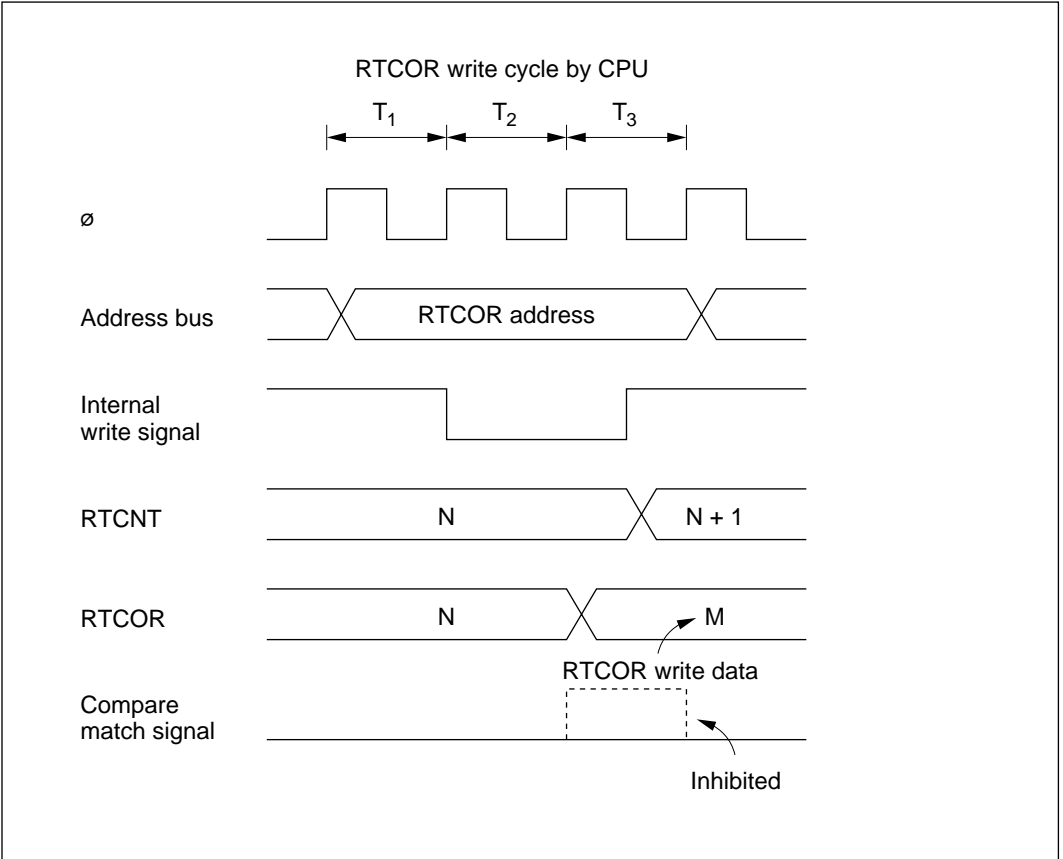 RTCOR write cycle by CPU
T1 T2 T3
ø
Address bus
RTCOR address
Internal
write signal
RTCNT
N
N + 1
RTCOR
N
M
RTCOR write data
Compare
match signal
Inhibited